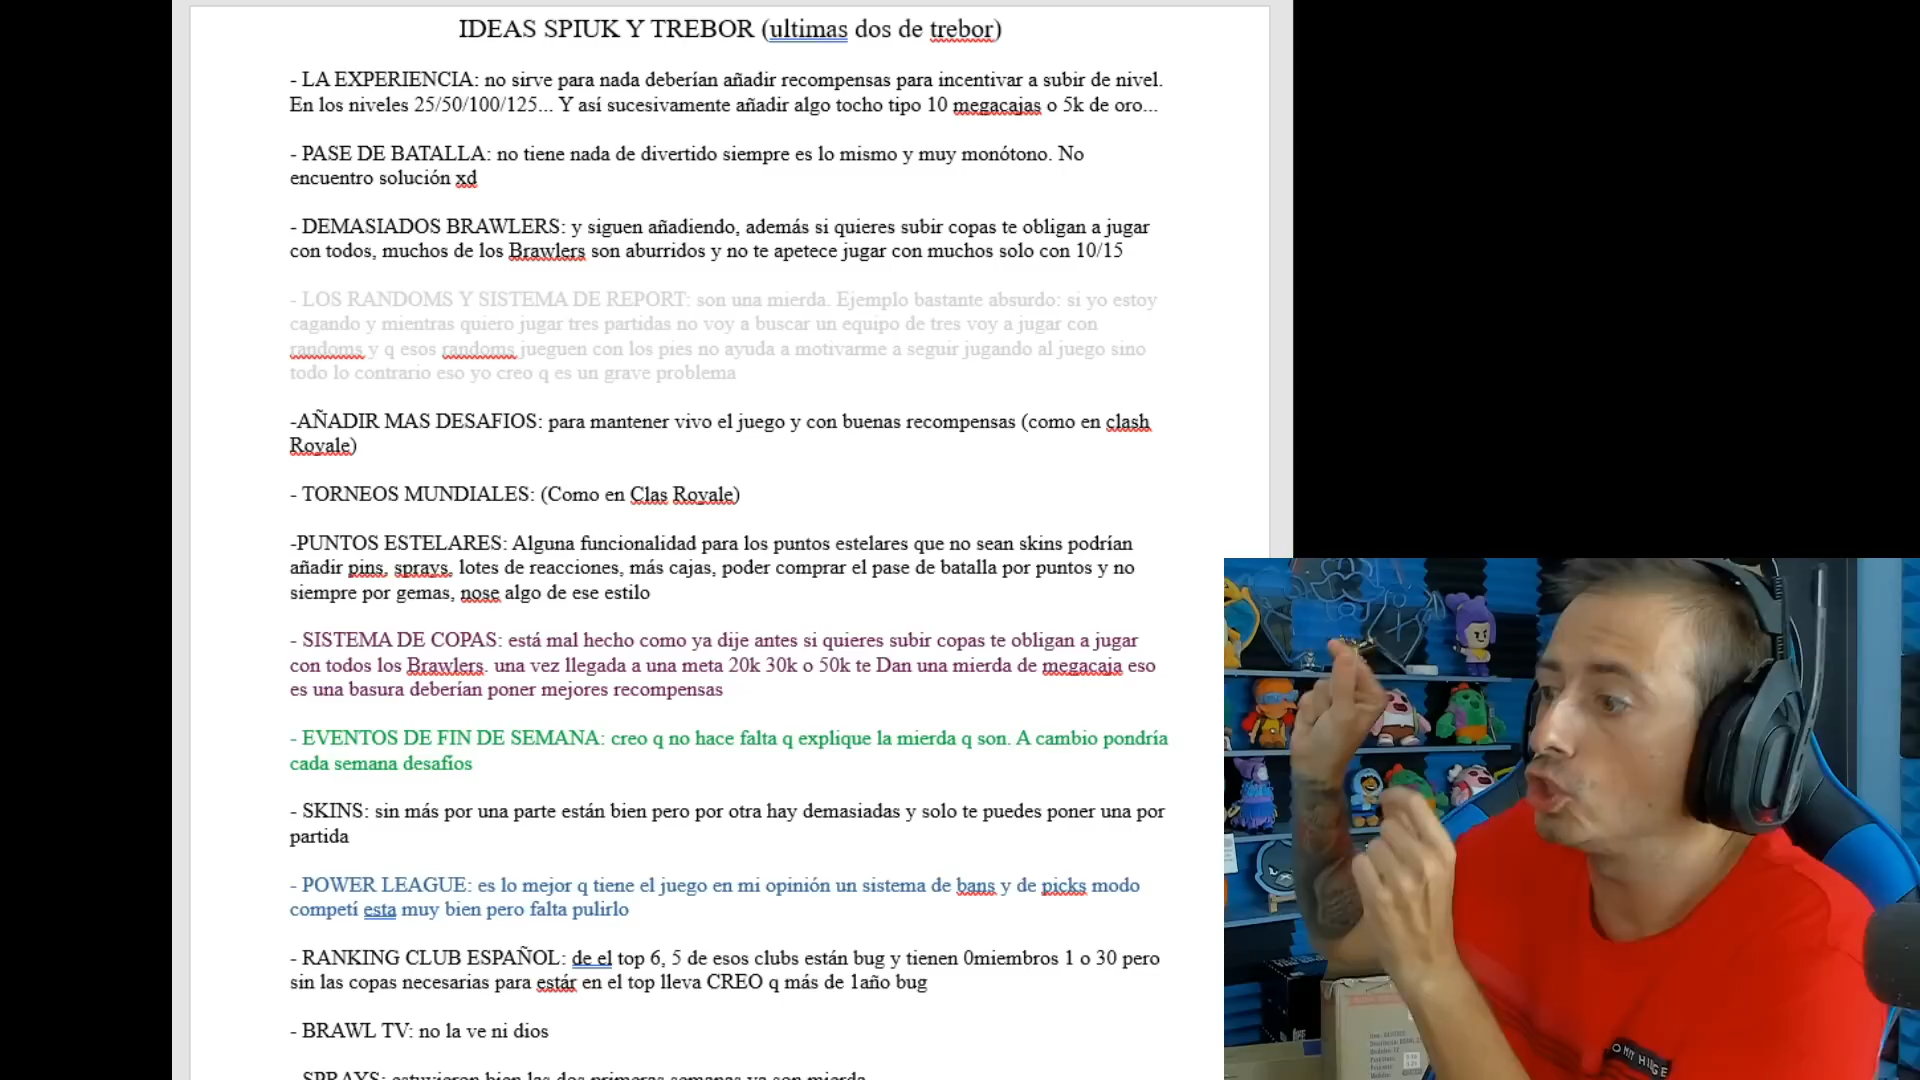 IDEAS SPIUK Y TREBOR (ultimas dos de trebor)
- LA EXPERIENCIA: no sirve para nada deberían añadir recompensas para incentivar a subir de nivel.
En los niveles 25/50/100/125... Y así sucesivamente añadir algo tocho tipo 10 megacajas o 5k de oro...
- PASE DE BATALLA: no tiene nada de divertido siempre es lo mismo y muy monótono. No
encuentro solución xd
- DEMASIADOS BRAWLERS: y siguen añadiendo, además si quieres subir copas te obligan a jugar
con todos, muchos de los Brawlers son aburridos y no te apetece jugar con muchos solo con 10/15
- LOS RANDOMS Y SISTEMA DE REPORT: son una mierda. Ejemplo bastante absurdo: si yo estoy
cagando y mientras quiero jugar tres partidas no voy a buscar un equipo de tres voy a jugar con
randoms y q esos randoms jueguen con los pies no ayuda a motivarme a seguir jugando al juego sino
todo lo contrario eso yo creo q es un grave problema
-AÑADIR MAS DESAFIOS: para mantener vivo el juego y con buenas recompensas (como en clash
Royale)
- TORNEOS MUNDIALES: (Como en Clas Royale)
-PUNTOS ESTELARES: Alguna funcionalidad para los puntos estelares que no sean skins podrían
añadir pins, sprays, lotes de reacciones, más cajas, poder comprar el pase de batalla por puntos y no
siempre por gemas, nose algo de ese estilo
- SISTEMA DE COPAS: está mal hecho como ya dije antes si quieres subir copas te obligan a jugar
con todos los Brawlers. una vez llegada a una meta 20k 30k o 50k te Dan una mierda de megacaja eso
es una basura deberían poner mejores recompensas
- EVENTOS DE FIN DE SEMANA: creo q no hace falta q explique la mierda q son. A cambio pondría
cada semana desafíos
- SKINS: sin más por una parte están bien pero por otra hay demasiadas y solo te puedes poner una por
partida
- POWER LEAGUE: es lo mejor q tiene el juego en mi opinión un sistema de bans y de picks modo
competí esta muy bien pero falta pulirlo
- RANKING CLUB ESPAÑOL: de el top 6, 5 de esos clubs están bug y tienen 0miembros 1 o 30 pero
sin las copas necesarias para estár en el top lleva CREO q más de 1año bug
- BRAWL TV: no la ve ni dios
- SPRAYS: estuvieron bien las dos primeras semanas ya son mierda